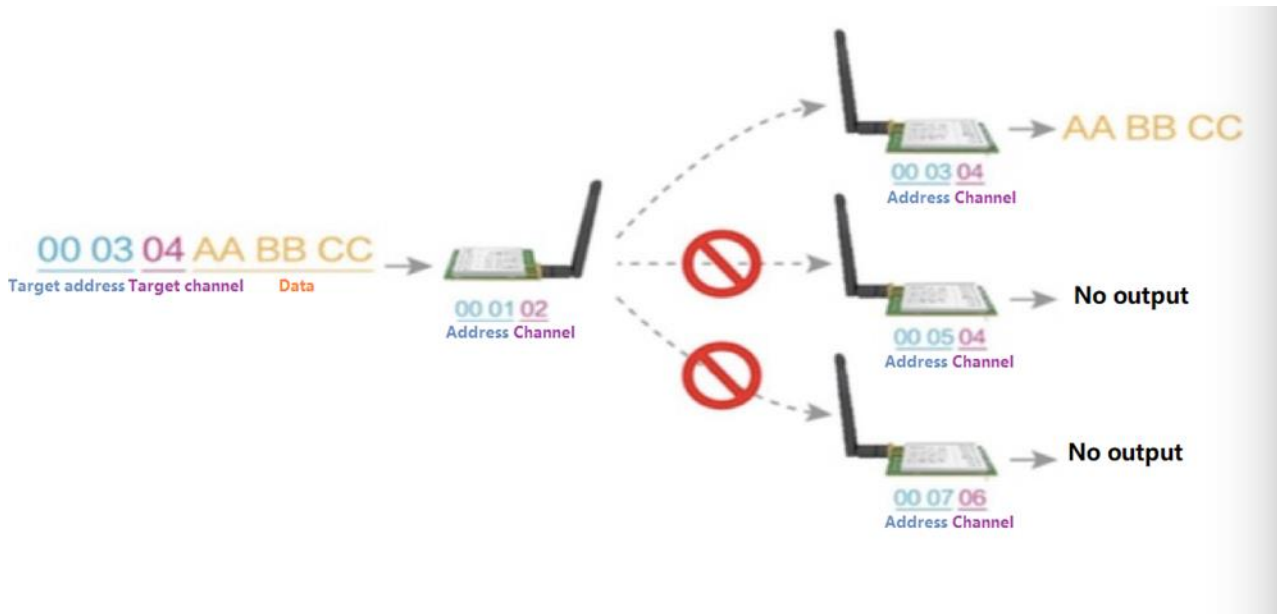 00 03 04 AA BB CC
Target address Target channel Data
00 01 02
Address Channel
AA BB CC
00 03 04
Address Channel
No output
00 05 04
Address Channel
No output
00 07 06
Address Channel